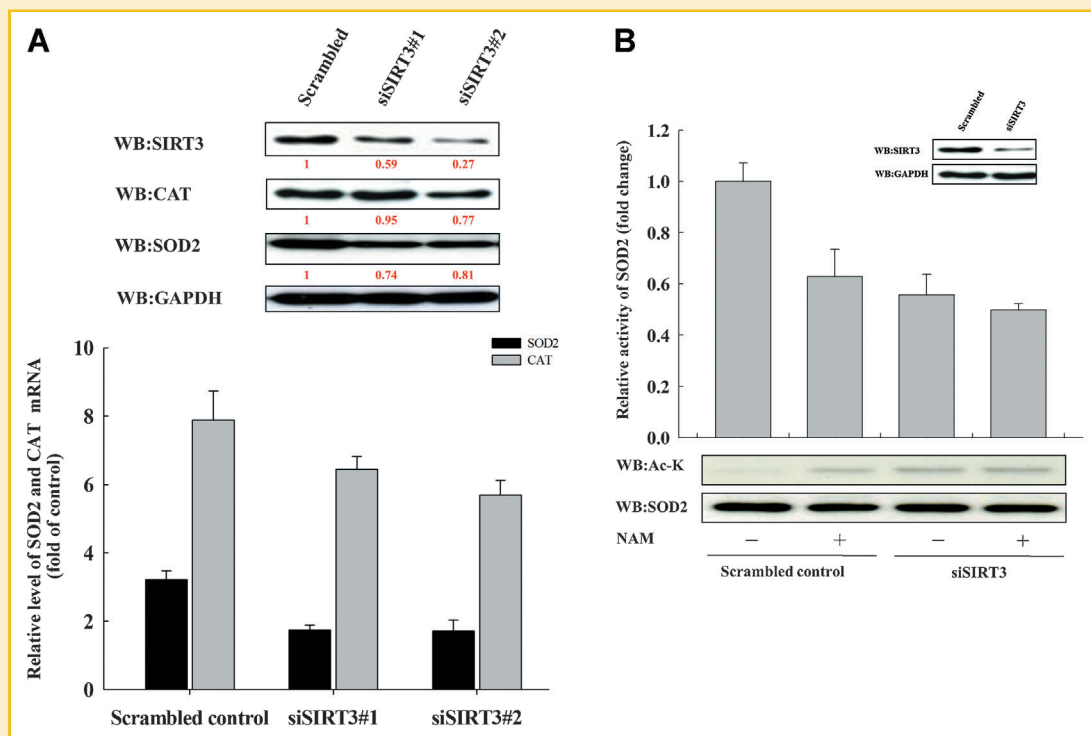 A
Scrambled siSIRT3#1 siSIRT3#2
WB:SIRT3
1 0.59 0.27
WB:CAT
1 0.95 0.77
WB:SOD2
1 0.74 0.81
WB:GAPDH
SOD2
CAT
Relative level of SOD2 and CAT mRNA
(fold of control)
10
8
6
4
2
0
Scrambled control siSIRT3#1 siSIRT3#2
B
Scrambled siSIRT3
WB:SIRT3
WB:GAPDH
Relative activity of SOD2 (fold change)
1.2
1.0
0.8
0.6
0.4
0.2
0.0
WB:Ac-K
WB:SOD2
NAM − + − +
Scrambled control siSIRT3